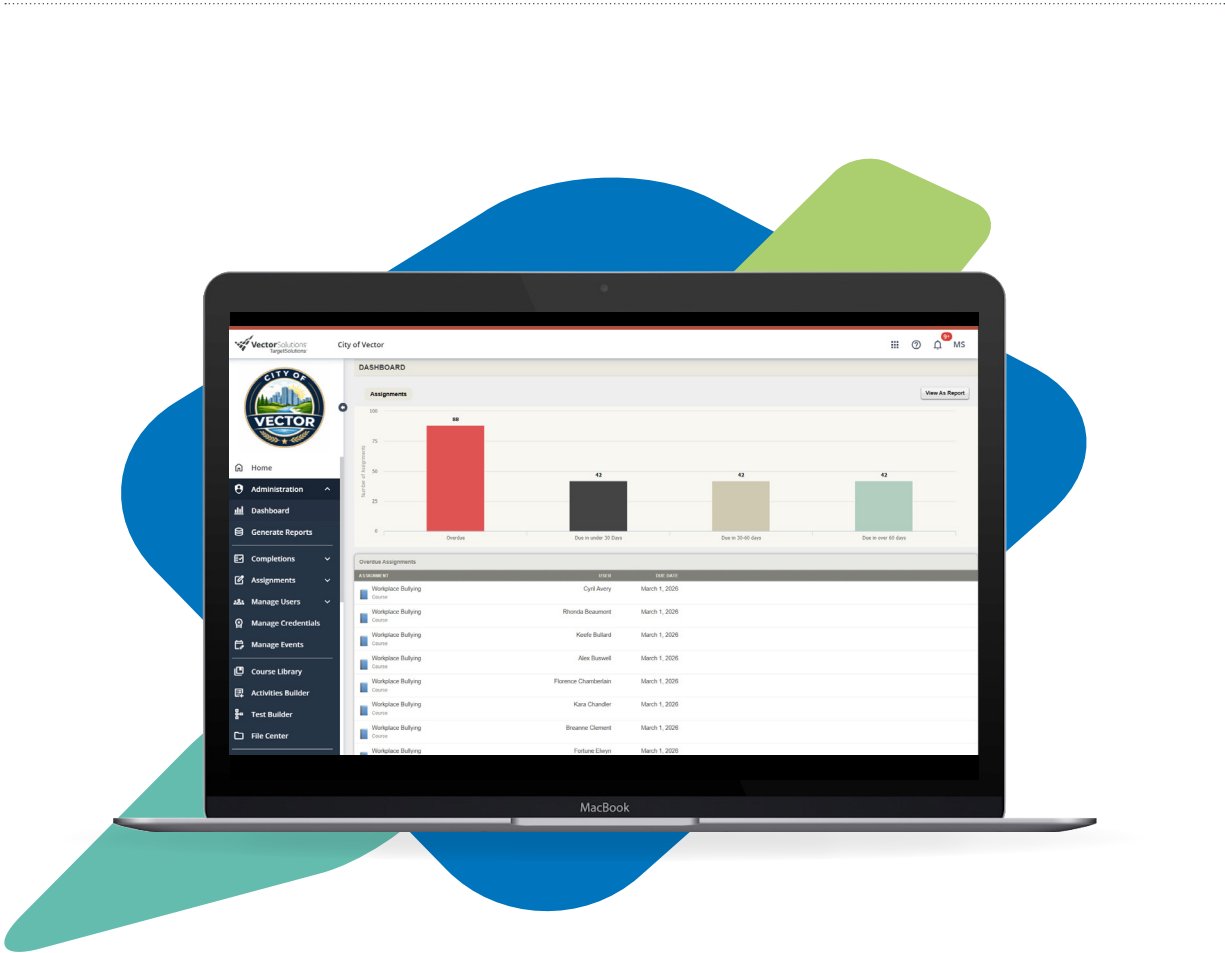 VectorSolutions
TargetSolutions
City of Vector
9+
MS
CITY OF
VECTOR
DASHBOARD
Assignments
View As Report
Number of Assignments
100
75
50
25
0
88
42
42
42
Overdue
Due in under 30 Days
Due in 30-60 days
Due in over 60 days
Home
Administration
Dashboard
Generate Reports
Completions
Assignments
Manage Users
Manage Credentials
Manage Events
Course Library
Activities Builder
Test Builder
File Center
Overdue Assignments
ASSIGNMENT USER DUE DATE
Workplace Bullying Cyril Avery March 1, 2026
Course
Workplace Bullying Rhonda Beaumont March 1, 2026
Course
Workplace Bullying Keefe Bullard March 1, 2026
Course
Workplace Bullying Alex Buswell March 1, 2026
Course
Workplace Bullying Florence Chamberlain March 1, 2026
Course
Workplace Bullying Kara Chandler March 1, 2026
Course
Workplace Bullying Breanne Clement March 1, 2026
Course
Workplace Bullying Fortune Elwyn March 1, 2026
MacBook